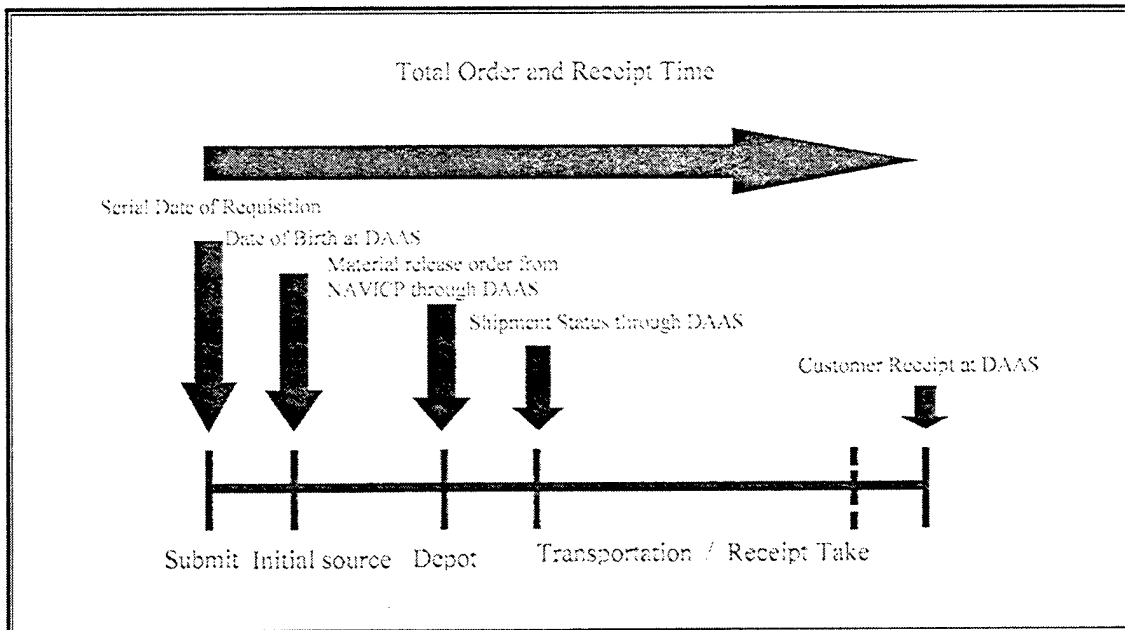 Total Order and Receipt Time
Serial Date of Requisition
Date of Birth at DAAS
Material release order from
NAVICP through DAAS
Shipment Status through DAAS
Customer Receipt at DAAS
Submit Initial source Depot Transportation / Receipt Take